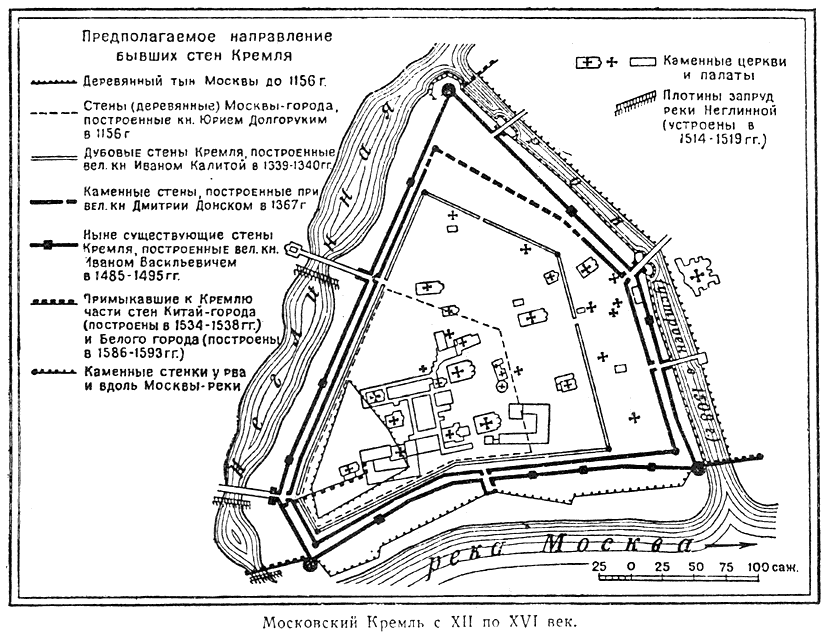 Предполагаемое направление
бывших стен Кремля
Деревянный тын Москвы до 1156 г.
Стены (деревянные) Москвы-города,
построенные кн. Юрием Долгоруким
в 1156 г
Дубовые стены Кремля, построенные
вел. кн Иваном Калитой в 1339-1340 гг.
Каменные стены, построенные при
вел. кн Дмитрии Донском в 1367 г
Ныне существующие стены
Кремля, построенные вел. кн.
Иваном Васильевичем
в 1485-1495 гг.
Примыкавшие к Кремлю
части стен Китай-города
(построены в 1534-1538 гг.)
и Белого города (построены
в 1586-1593 гг.)
Каменные стенки у рва
и вдоль Москвы-реки
Каменные церкви
и палаты
Плотины запруд
реки Неглинной
(устроены в
1514-1519 гг.)
Неглинная
устроен в 1508 г.)
река Москва
25 0 25 50 75 100 саж.
Московский Кремль с XII по XVI век.